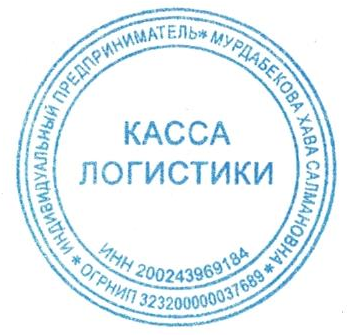 ИНДИВИДУАЛЬНЫЙ ПРЕДПРИНИМАТЕЛЬ* МУРДАБЕКОВА ХАВА САЛМАНОВНА
* ОГРНИП 323200000037689 *
КАССА
ЛОГИСТИКИ
ИНН 200243969184